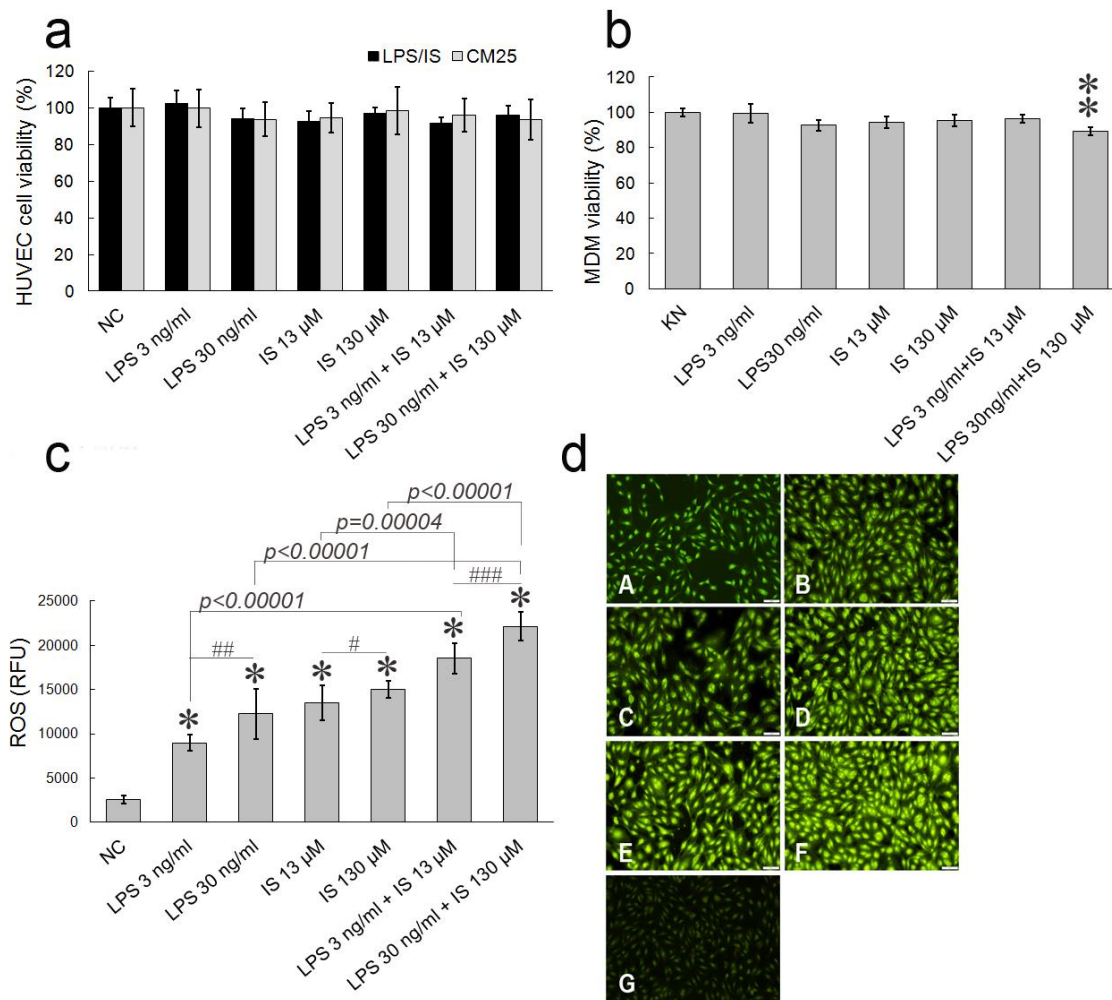 a
LPS/IS CM25
HUVEC cell viability (%)
120
100
80
60
40
20
0
NC
LPS 3 ng/ml
LPS 30 ng/ml
IS 13 µM
IS 130 µM
LPS 3 ng/ml + IS 13 µM
LPS 30 ng/ml + IS 130 µM
b
MDM viability (%)
120
100
80
60
40
20
0
**
KN
LPS 3 ng/ml
LPS30 ng/ml
IS 13 µM
IS 130 µM
LPS 3 ng/ml+IS 13 µM
LPS 30ng/ml+IS 130 µM
c
p<0.00001
p=0.00004
p<0.00001
###
p<0.00001
##
#
* * * * * *
ROS (RFU)
25000
20000
15000
10000
5000
0
NC
LPS 3 ng/ml
LPS 30 ng/ml
IS 13 µM
IS 130 µM
LPS 3 ng/ml + IS 13 µM
LPS 30 ng/ml + IS 130 µM
d
A
B
C
D
E
F
G